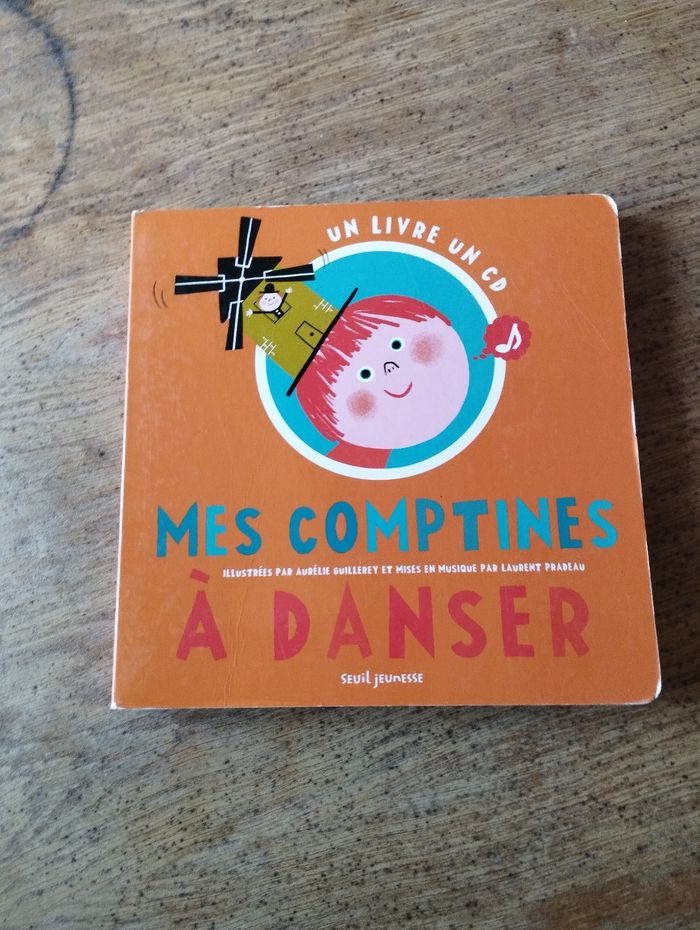 UN LIVRE UN CD
MES COMPTINES
ILLUSTRÉES PAR AURÉLIE GUILLEREY ET MISES EN MUSIQUE PAR LAURENT PRADEAU
À DANSER
SEUIL JEUNESSE